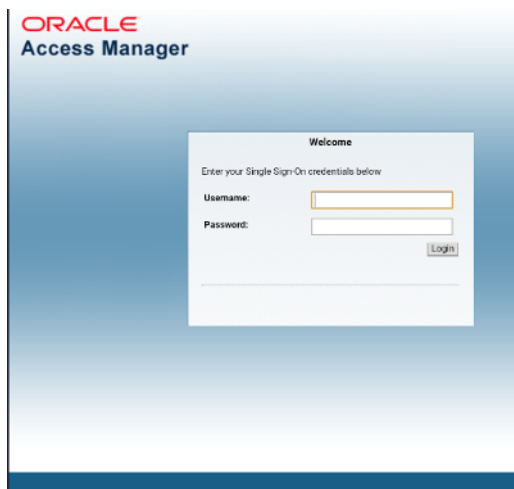 ORACLE
Access Manager
Welcome
Enter your Single Sign-On credentials below
Username:
Password:
Login